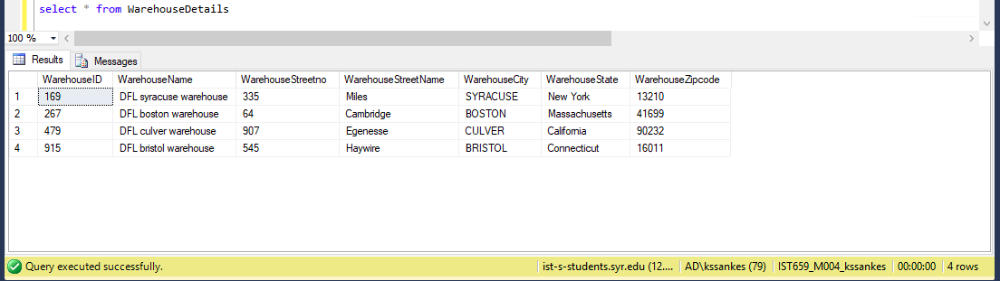 select * from WarehouseDetails
100 %
Results Messages
WarehouseID WarehouseName WarehouseStreetno WarehouseStreetName WarehouseCity WarehouseState WarehouseZipcode
1 169 DFL syracuse warehouse 335 Miles SYRACUSE New York 13210
2 267 DFL boston warehouse 64 Cambridge BOSTON Massachusetts 41699
3 479 DFL culver warehouse 907 Egenesse CULVER California 90232
4 915 DFL bristol warehouse 545 Haywire BRISTOL Connecticut 16011
Query executed successfully. ist-s-students.syr.edu (12.... AD\kssankes (79) IST659_M004_kssankes 00:00:00 4 rows